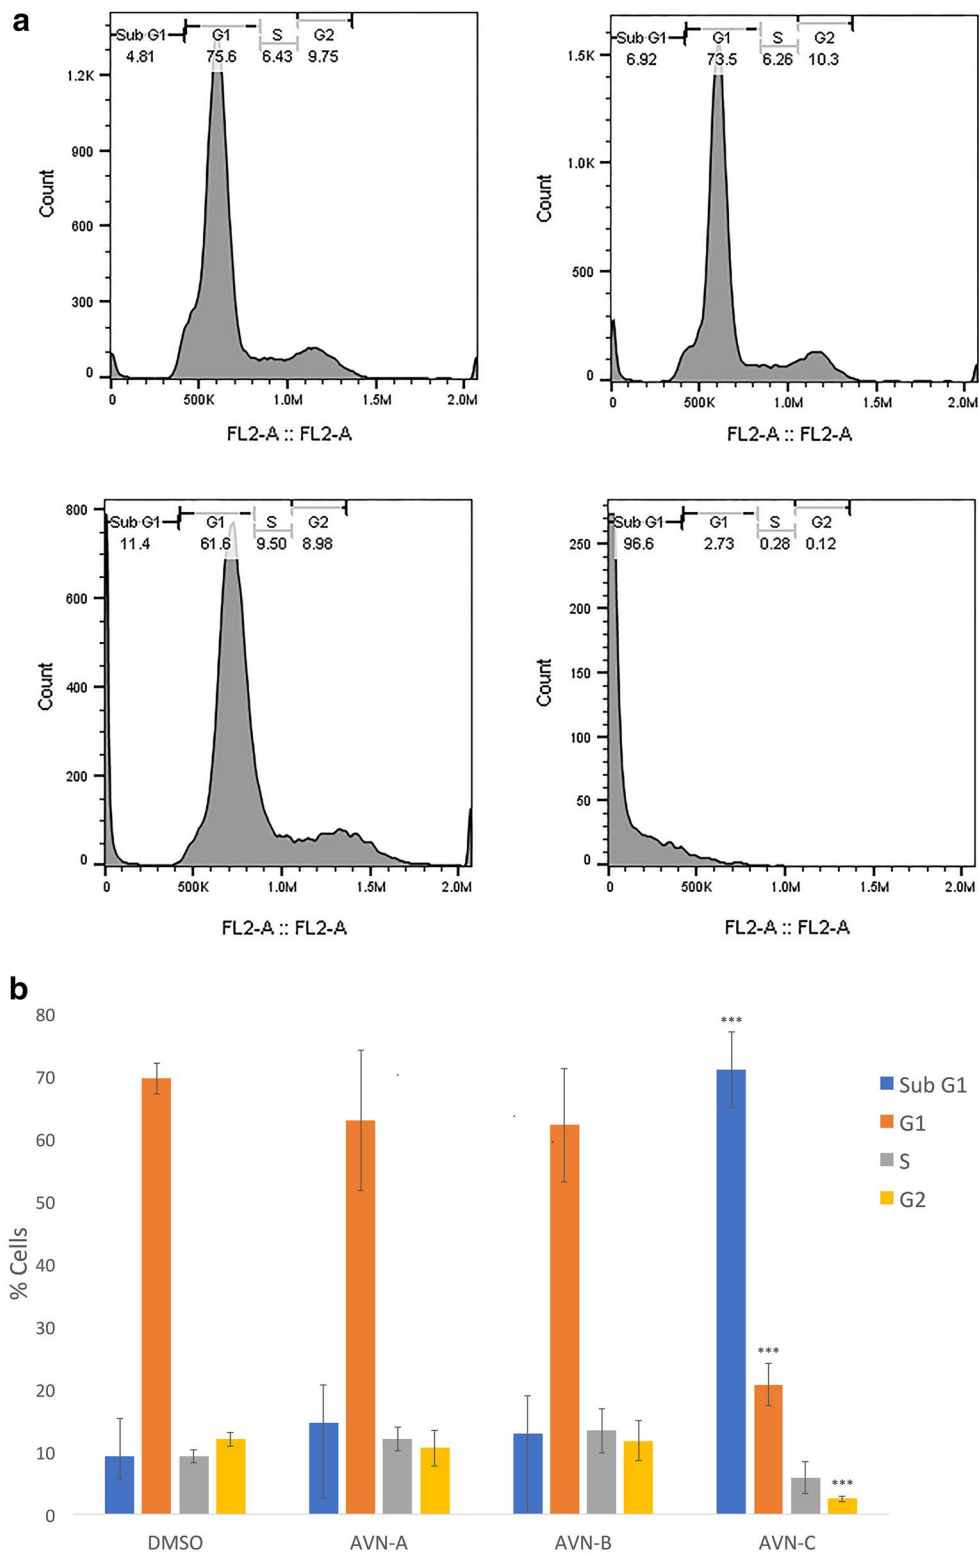 a
Sub G1 G1 S G2
4.81 75.6 6.43 9.75
1.2K
900
600
300
0
Count
0 500K 1.0M 1.5M 2.0M
FL2-A :: FL2-A
Sub G1 G1 S G2
6.92 73.5 6.26 10.3
1.5K
1.0K
500
0
Count
0 500K 1.0M 1.5M 2.0M
FL2-A :: FL2-A
Sub G1 G1 S G2
11.4 61.6 9.50 8.98
800
600
400
200
0
Count
0 500K 1.0M 1.5M 2.0M
FL2-A :: FL2-A
Sub G1 G1 S G2
96.6 2.73 0.28 0.12
250
200
150
100
50
0
Count
0 500K 1.0M 1.5M 2.0M
FL2-A :: FL2-A
b
80
70
60
50
40
30
20
10
0
% Cells
***
***
***
DMSO AVN-A AVN-B AVN-C
Sub G1
G1
S
G2